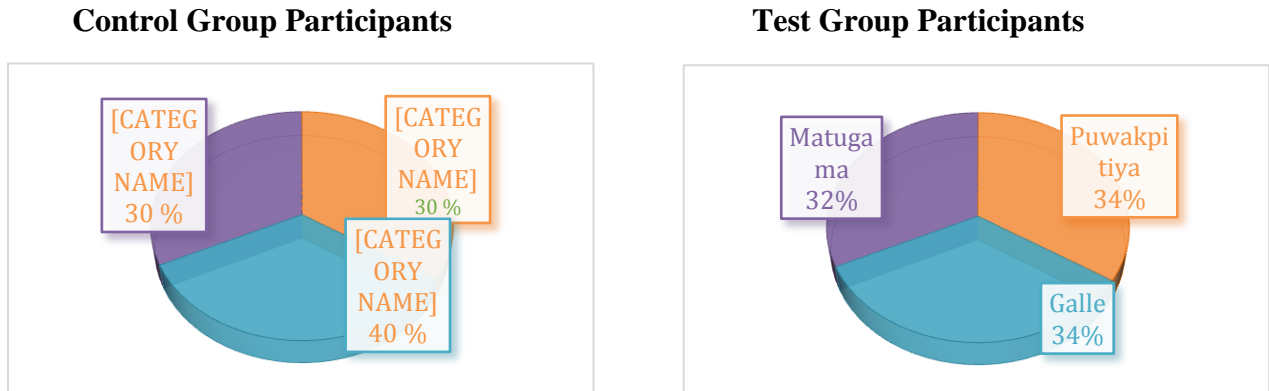 Control Group Participants
[CATEG
ORY
NAME]
30 %
[CATEG
ORY
NAME]
30 %
[CATEG
ORY
NAME]
40 %
Test Group Participants
Matuga
ma
32%
Puwakpi
tiya
34%
Galle
34%